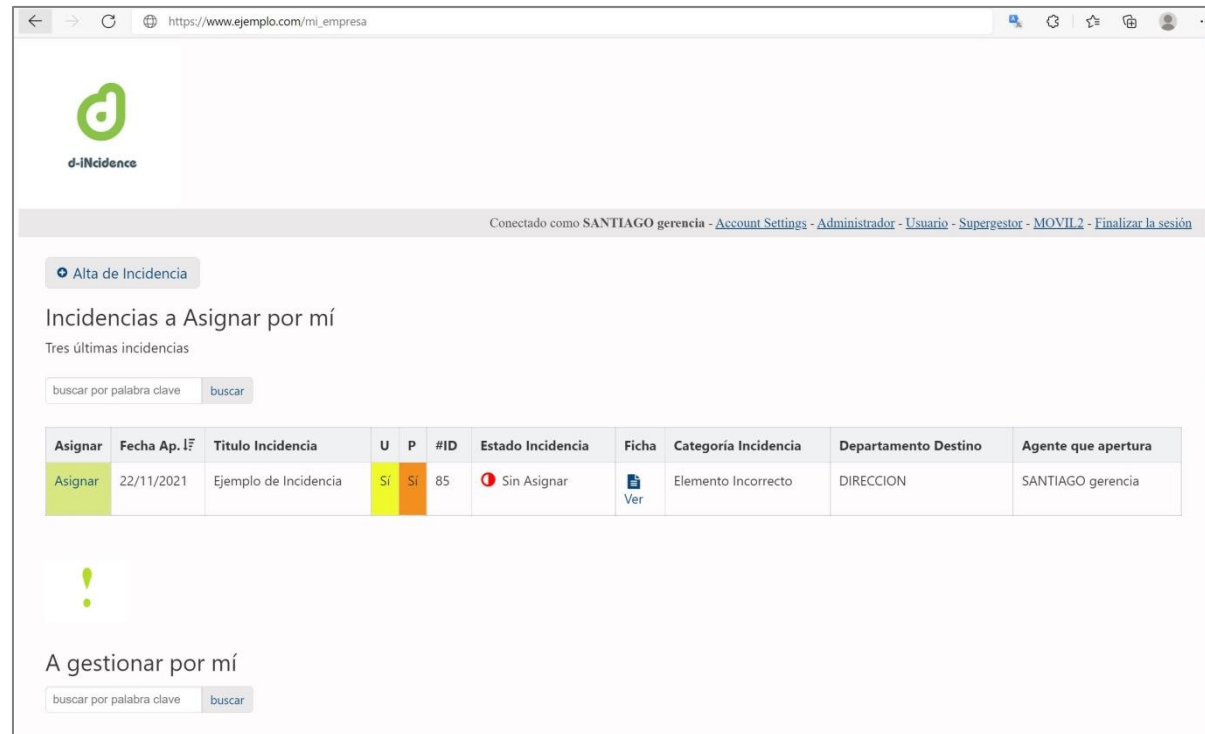 https://www.ejemplo.com/mi_empresa
d-iNcidence
Conectado como SANTIAGO gerencia - Account Settings - Administrador - Usuario - Supergestor - MOVIL2 - Finalizar la sesión
Alta de Incidencia
Incidencias a Asignar por mí
Tres últimas incidencias
buscar por palabra clave buscar
Asignar Fecha Ap. Titulo Incidencia U P #ID Estado Incidencia Ficha Categoría Incidencia Departamento Destino Agente que apertura
Asignar 22/11/2021 Ejemplo de Incidencia Sí Sí 85 Sin Asignar Ver Elemento Incorrecto DIRECCION SANTIAGO gerencia
!
A gestionar por mí
buscar por palabra clave buscar